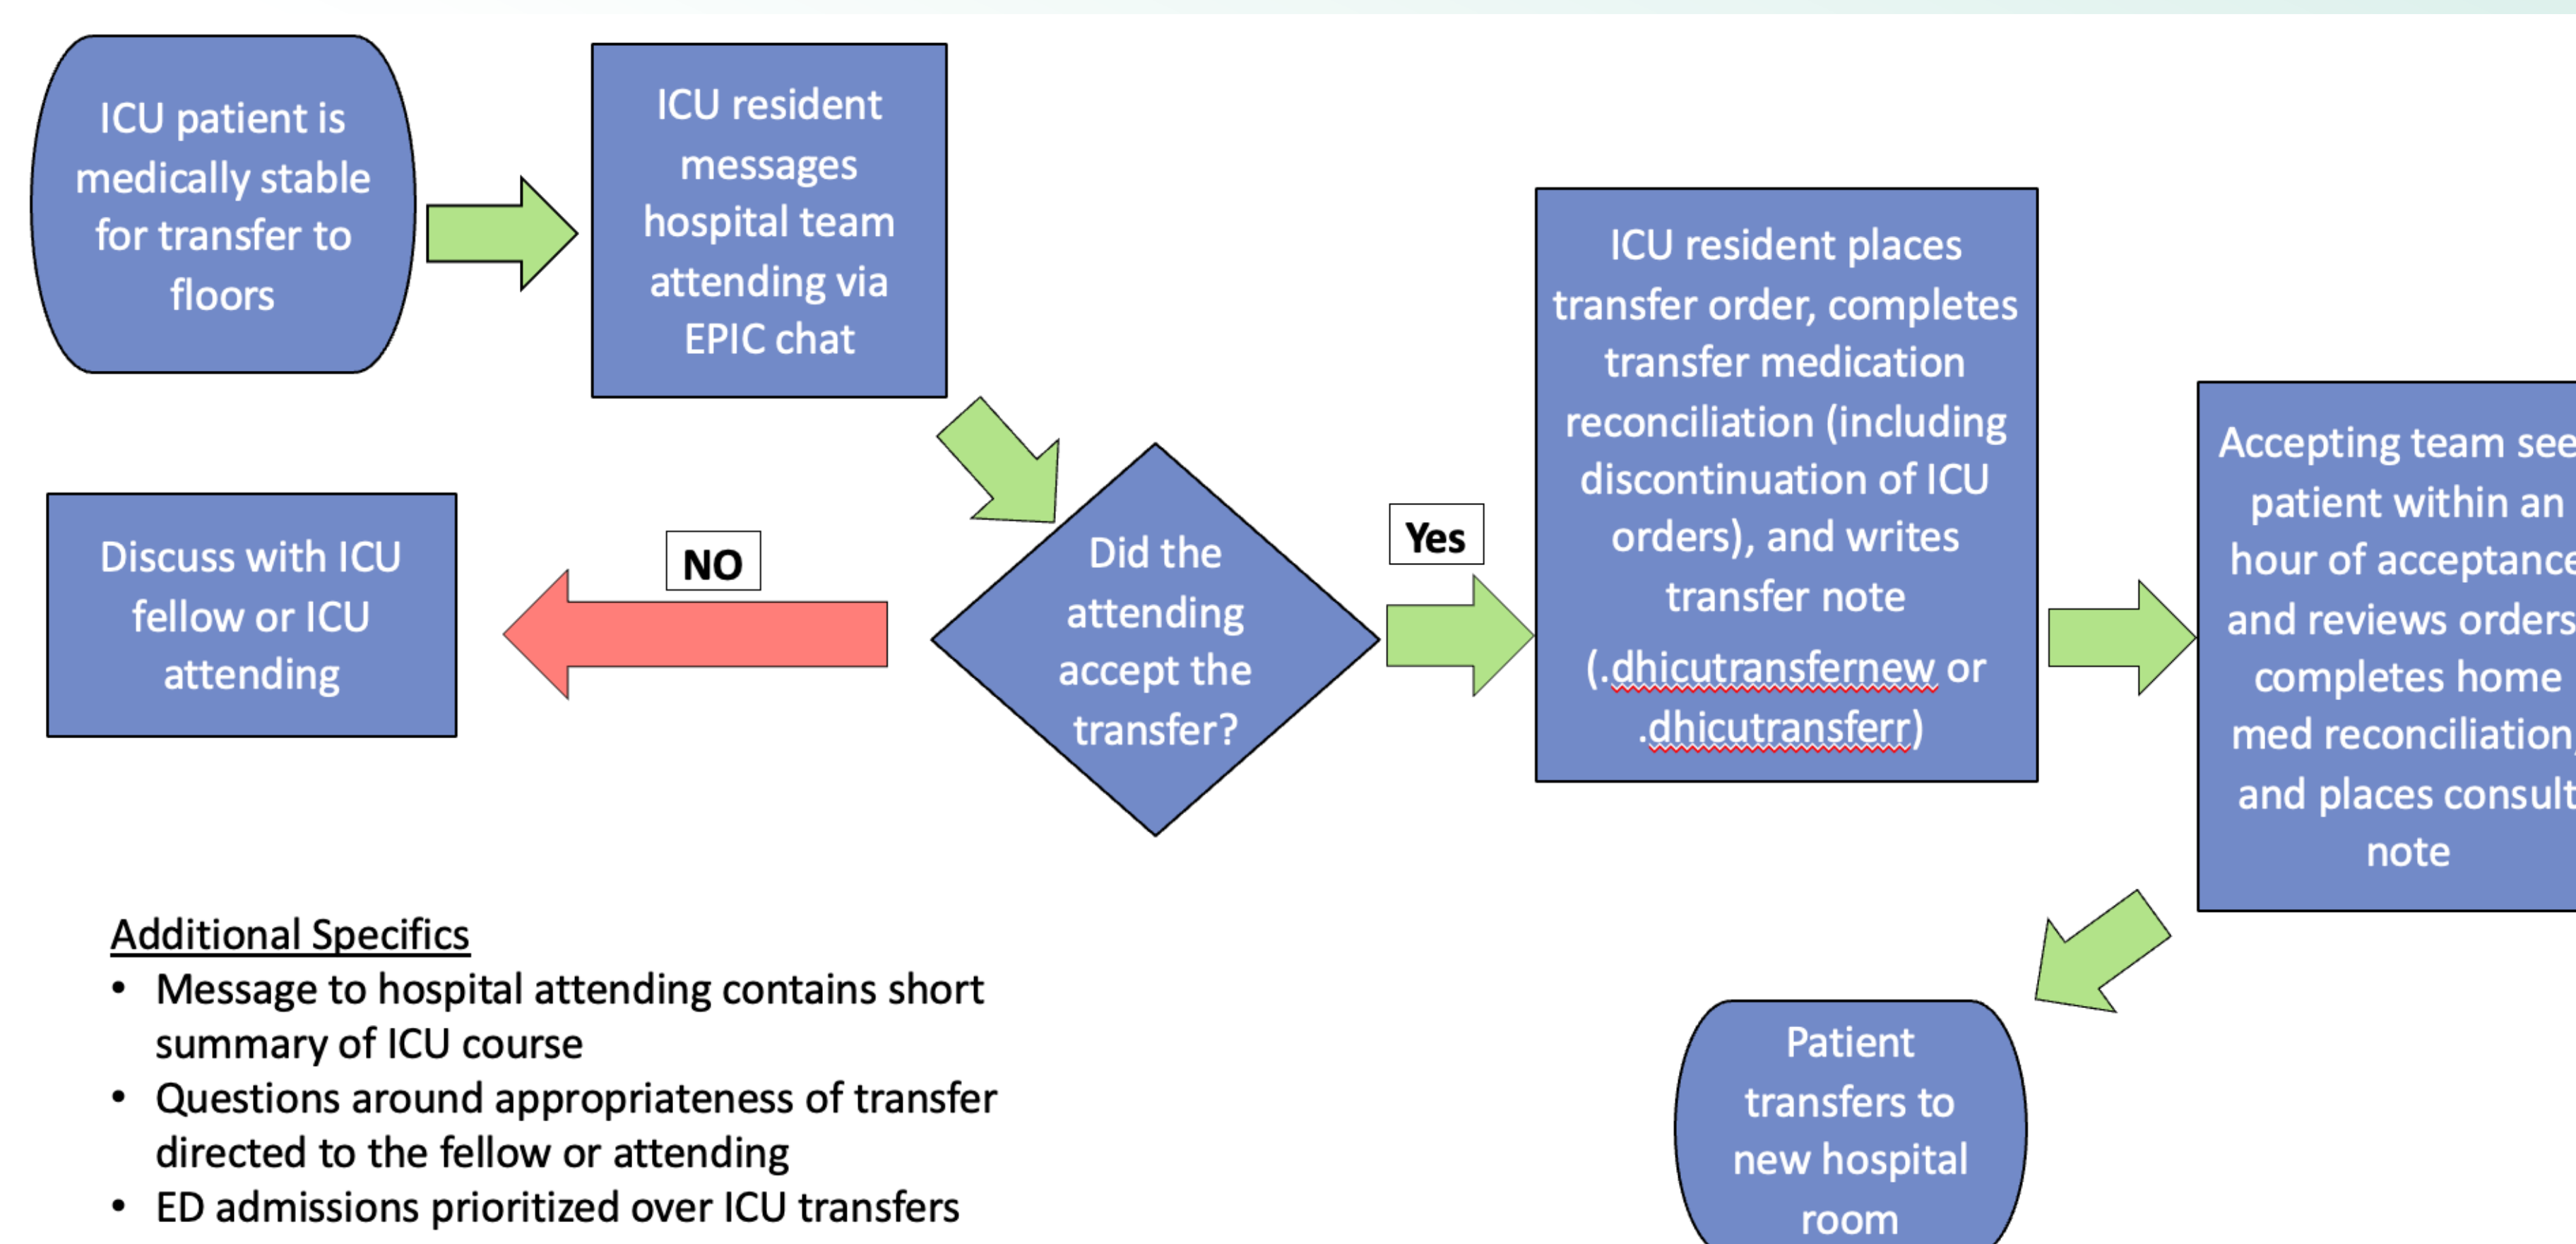 ICU patient is
medically stable
for transfer to
floors
ICU resident
messages
hospital team
attending via
EPIC chat
Did the
attending
accept the
transfer?
NO
Discuss with ICU
fellow or ICU
attending
Yes
ICU resident places
transfer order, completes
transfer medication
reconciliation (including
discontinuation of ICU
orders), and writes
transfer note
(.dhicutransfernew or
.dhicutransferr)
Accepting team see
patient within an
hour of acceptance
and reviews orders
completes home
med reconciliation,
and places consult
note
Patient
transfers to
new hospital
room
Additional Specifics
• Message to hospital attending contains short
summary of ICU course
• Questions around appropriateness of transfer
directed to the fellow or attending
• ED admissions prioritized over ICU transfers